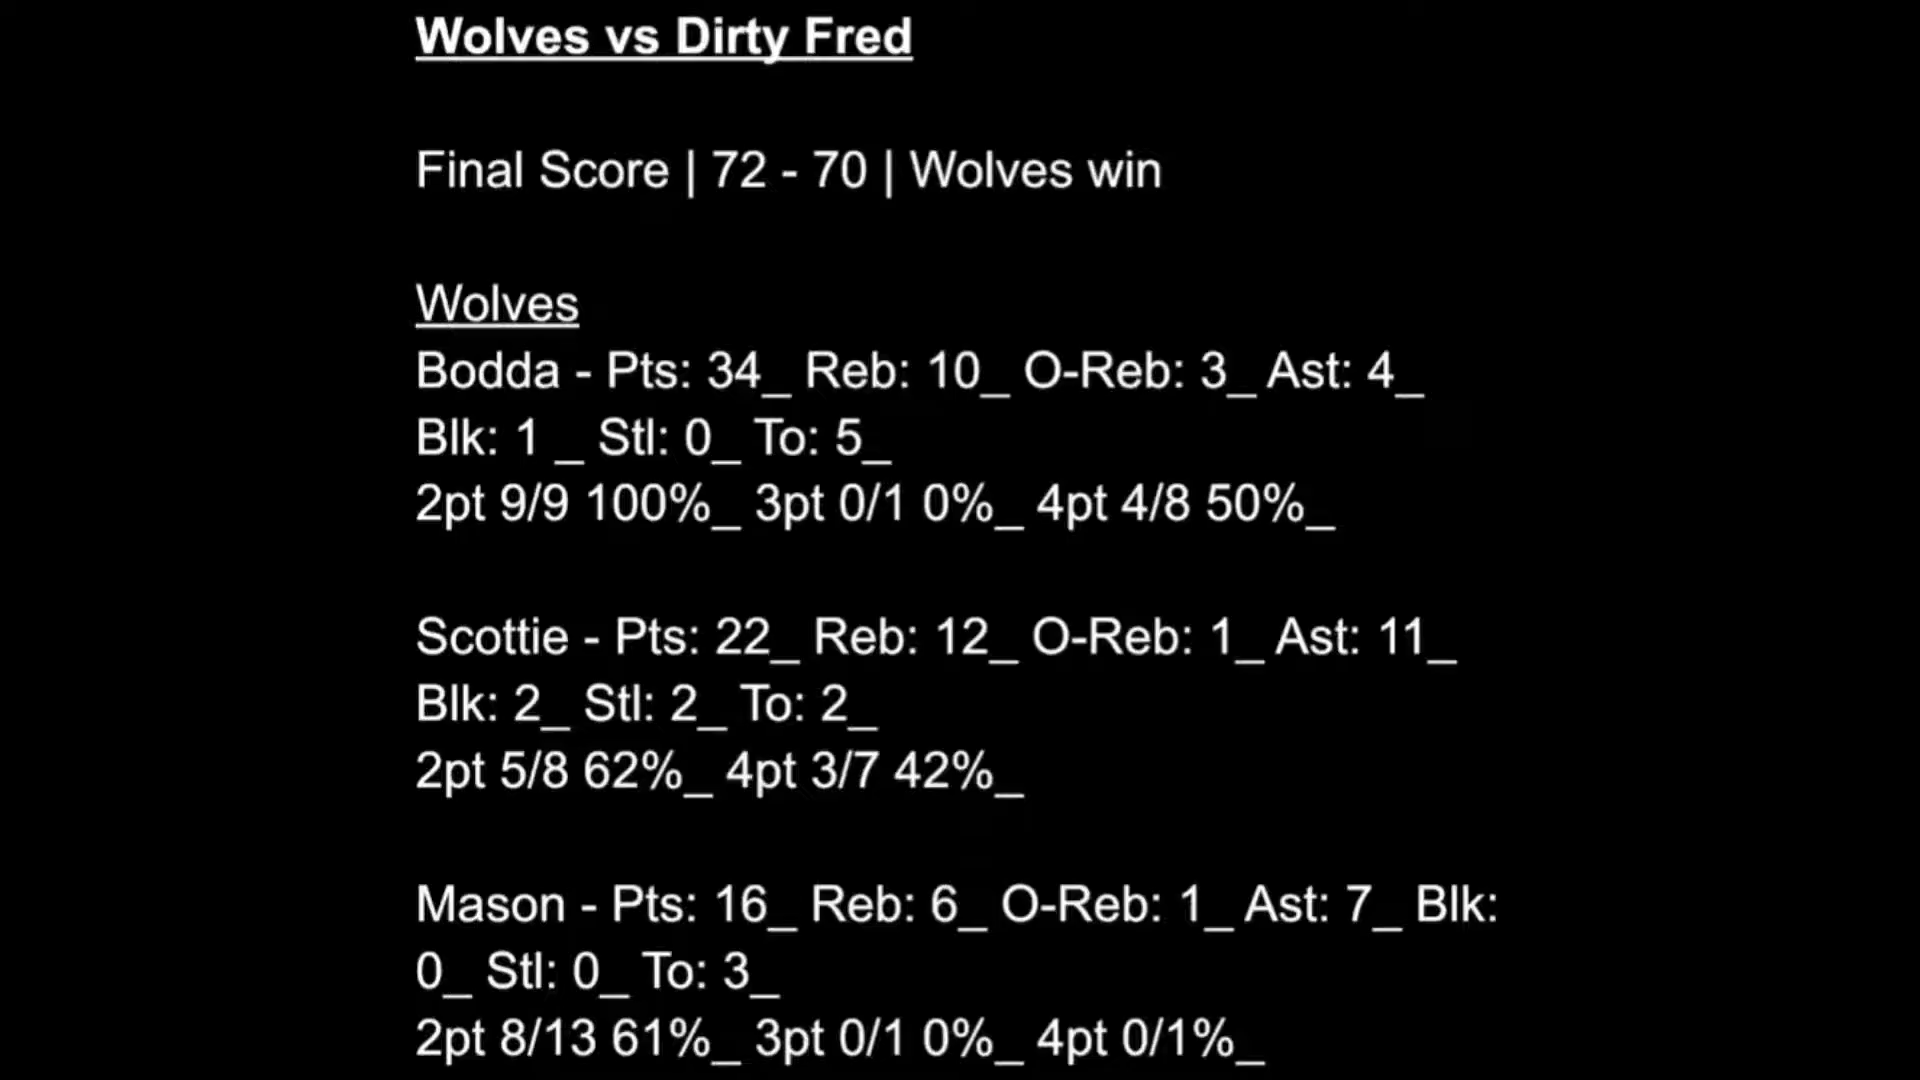 Wolves vs Dirty Fred
Final Score | 72 - 70 | Wolves win
Wolves
Bodda - Pts: 34_ Reb: 10_ O-Reb: 3_ Ast: 4_
Blk: 1 _ Stl: 0_ To: 5_
2pt 9/9 100%_ 3pt 0/1 0%_ 4pt 4/8 50%_
Scottie - Pts: 22_ Reb: 12_ O-Reb: 1_ Ast: 11_
Blk: 2_ Stl: 2_ To: 2_
2pt 5/8 62%_ 4pt 3/7 42%_
Mason - Pts: 16_ Reb: 6_ O-Reb: 1_ Ast: 7_ Blk:
0_ Stl: 0_ To: 3_
2pt 8/13 61%_ 3pt 0/1 0%_ 4pt 0/1%_